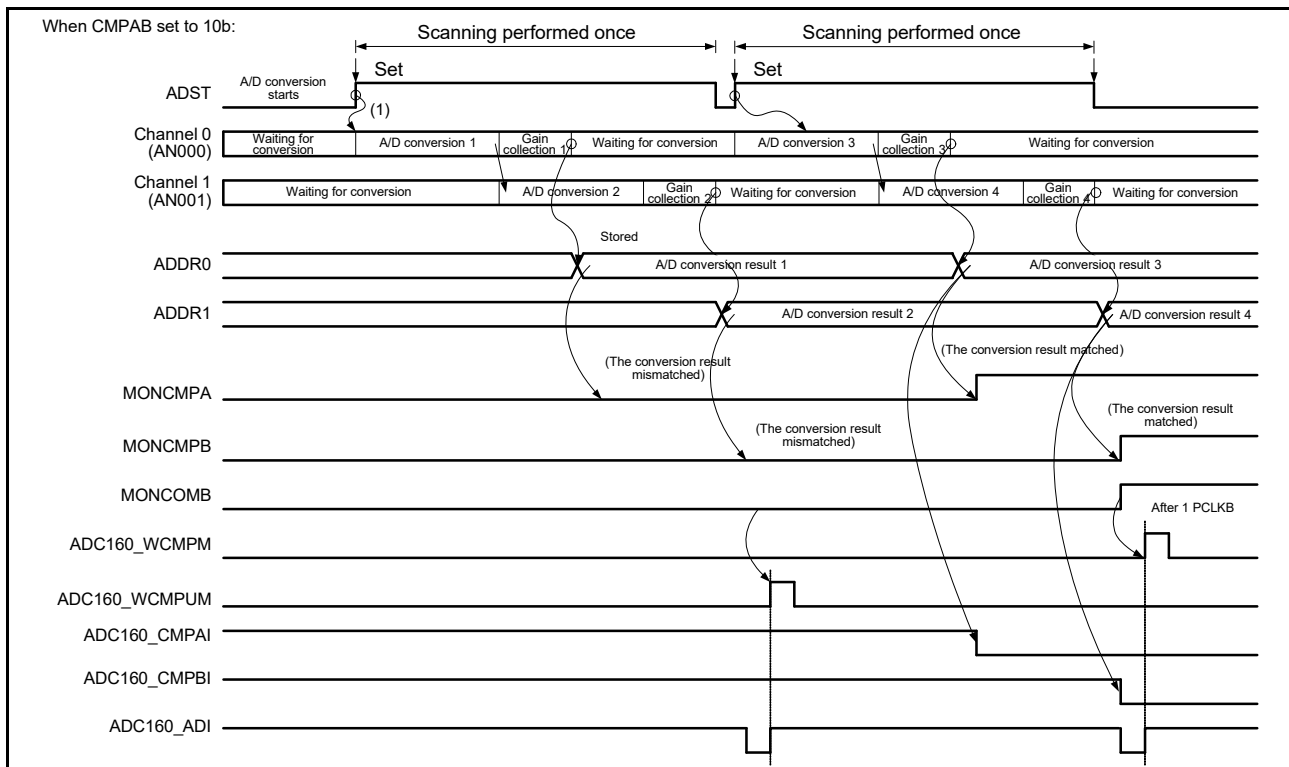 When CMPAB set to 10b:
Scanning performed once
Scanning performed once
Set
Set
ADST
A/D conversion
starts
(1)
Channel 0
(AN000)
Waiting for
conversion
A/D conversion 1
Gain
collection 1
Waiting for conversion
A/D conversion 3
Gain
collection 3
Waiting for conversion
Channel 1
(AN001)
Waiting for conversion
A/D conversion 2
Gain
collection 2
Waiting for conversion
A/D conversion 4
Gain
collection 4
Waiting for conversion
Stored
ADDR0
A/D conversion result 1
A/D conversion result 3
ADDR1
A/D conversion result 2
A/D conversion result 4
(The conversion result
mismatched)
(The conversion result matched)
MONCMPA
(The conversion result
mismatched)
(The conversion result
matched)
MONCMPB
MONCOMB
After 1 PCLKB
ADC160_WCMPM
ADC160_WCMPUM
ADC160_CMPAI
ADC160_CMPBI
ADC160_ADI